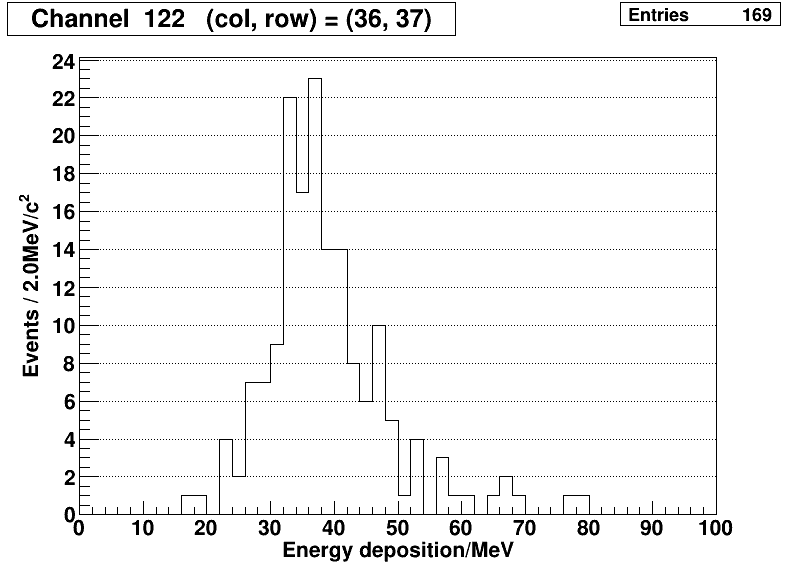 Channel 122 (col, row) = (36, 37)
Entries 169
24
22
20
18
16
14
12
10
8
6
4
2
0
Events / 2.0MeV/c²
0 10 20 30 40 50 60 70 80 90 100
Energy deposition/MeV